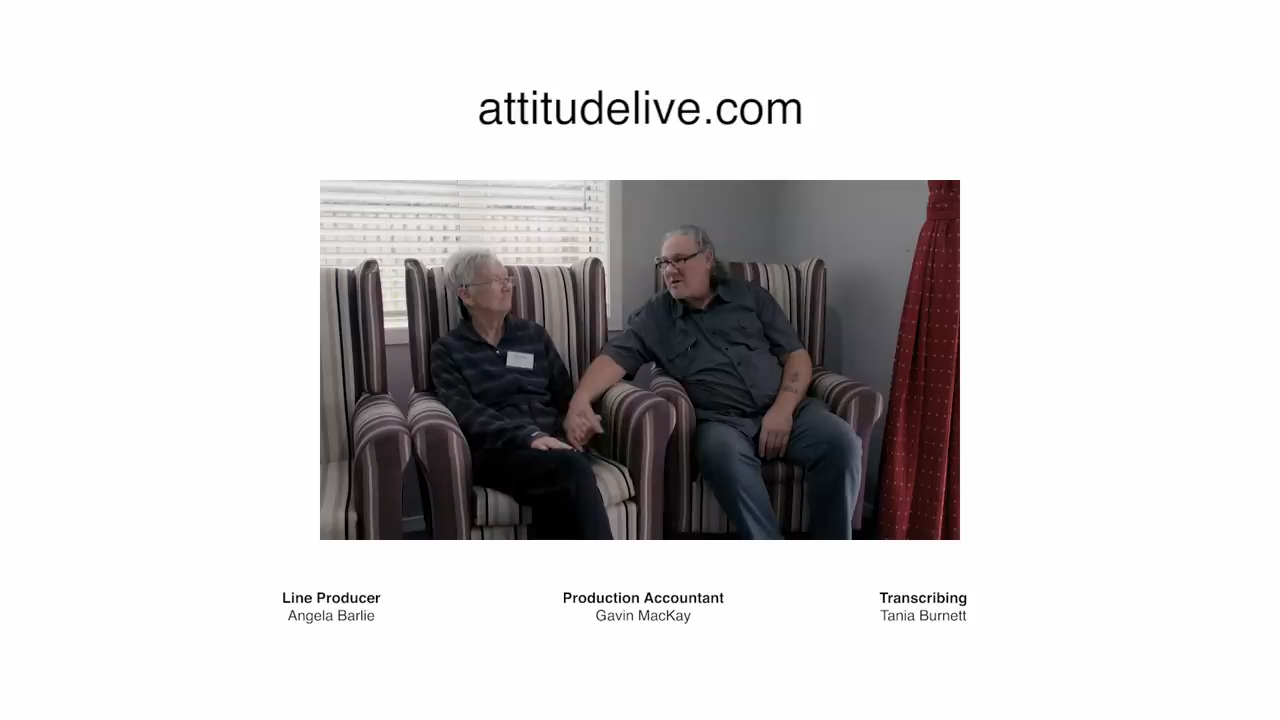 attitudelive.com
Line Producer
Angela Barlie
Production Accountant
Gavin MacKay
Transcribing
Tania Burnett